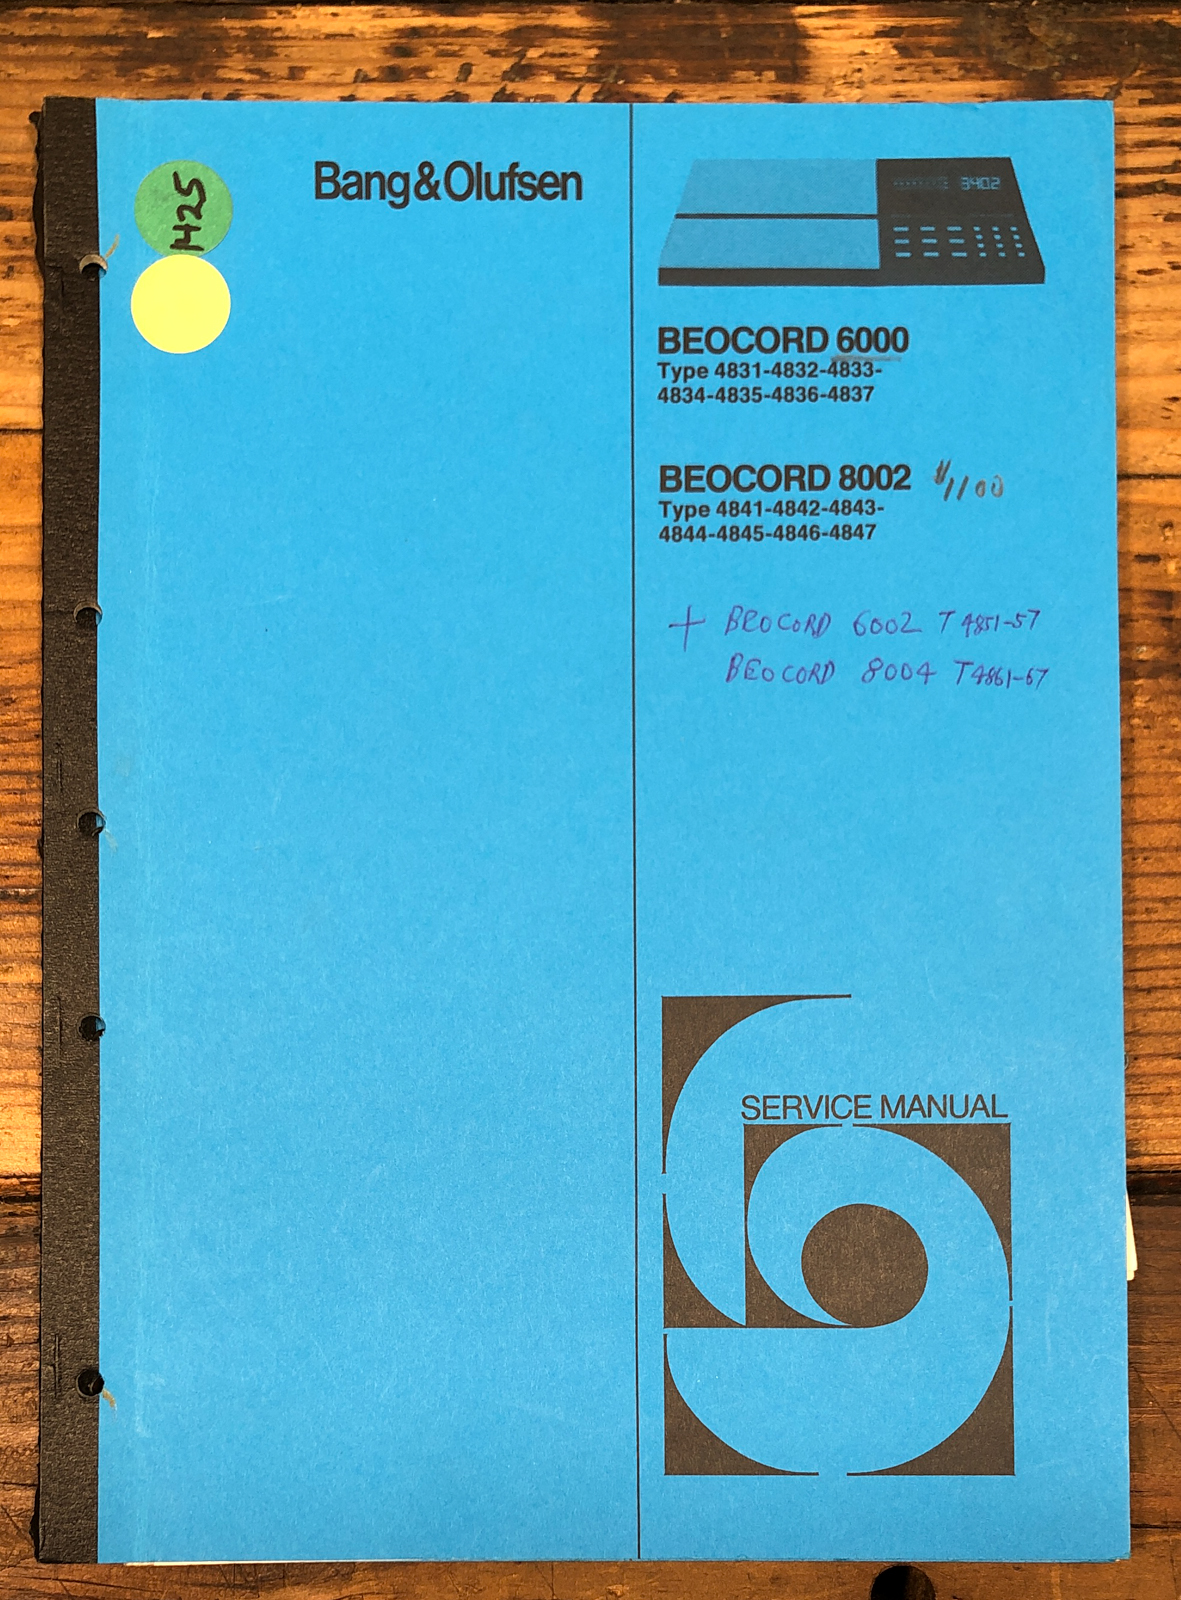 H25
Bang & Olufsen
3402
BEOCORD 6000
Type 4831-4832-4833-
4834-4835-4836-4837
BEOCORD 8002
Type 4841-4842-4843-
4844-4845-4846-4847
+ BEOCORD 6002 T4851-57
BEOCORD 8004 T4861-67
SERVICE MANUAL